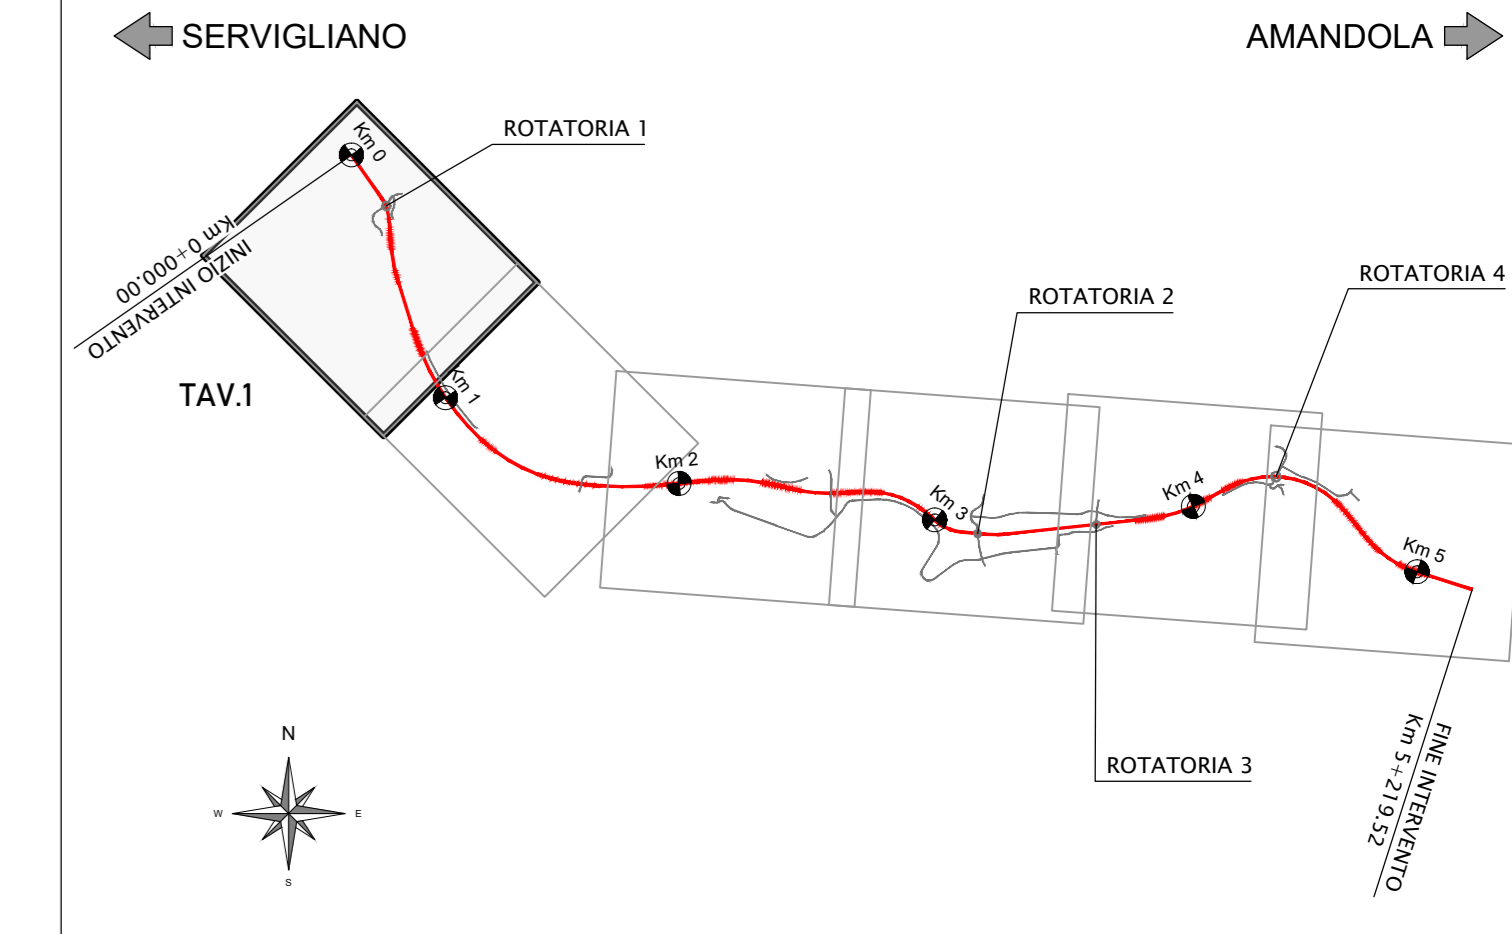 SERVIGLIANO
AMANDOLA
Km 0
ROTATORIA 1
Km 0+000.00
INIZIO INTERVENTO
ROTATORIA 4
ROTATORIA 2
TAV.1
Km 1
Km 2
Km 3
Km 4
Km 5
ROTATORIA 3
FINE INTERVENTO
Km 5+219.52
N
W
E
S